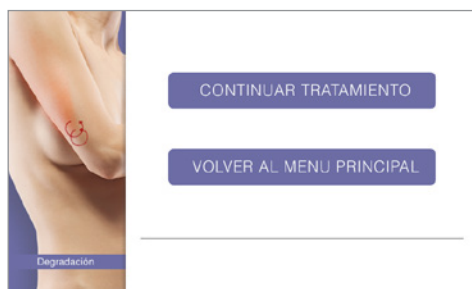 CONTINUAR TRATAMIENTO
VOLVER AL MENU PRINCIPAL
Degradación